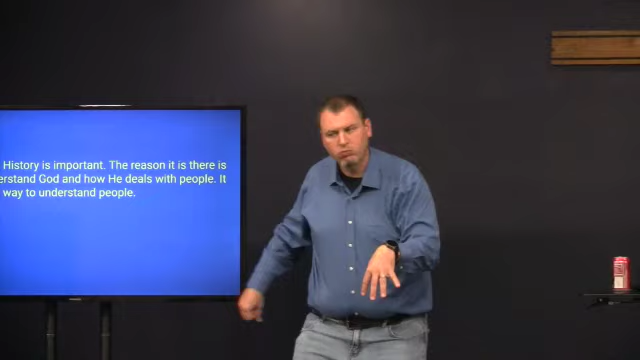 History is important. The reason it is there is
God and how He deals with people. It
way to understand people.